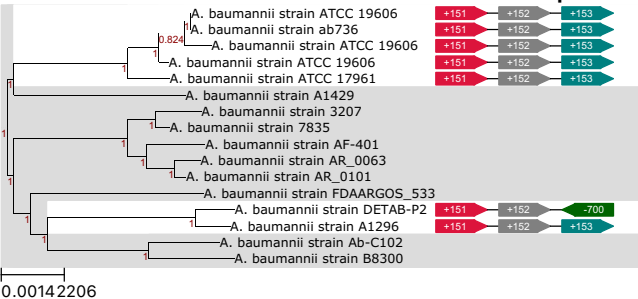 A. baumannii strain ATCC 19606 +151 +152 +153
A. baumannii strain ab736 +151 +152 +153
0.824
A. baumannii strain ATCC 19606 +151 +152 +153
1
A. baumannii strain ATCC 19606 +151 +152 +153
1
A. baumannii strain ATCC 17961 +151 +152 +153
1
A. baumannii strain A1429
1
A. baumannii strain 3207
1
A. baumannii strain 7835
1
1
A. baumannii strain AF-401
1
A. baumannii strain AR_0063
1
A. baumannii strain AR_0101
1
A. baumannii strain FDAARGOS_533
1
A. baumannii strain DETAB-P2 +151 +152 -700
1
A. baumannii strain A1296 +151 +152 +153
1
A. baumannii strain Ab-C102
1
A. baumannii strain B8300
0.00142206